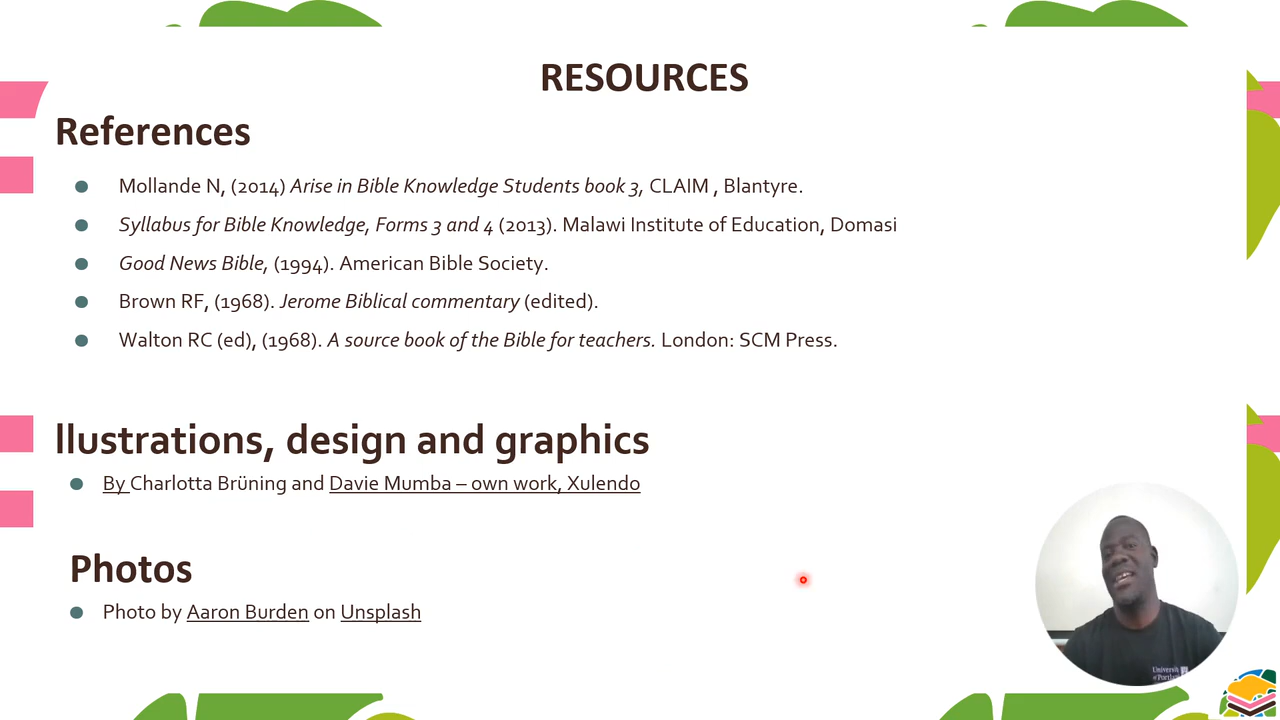 RESOURCES
References
Mollande N, (2014) Arise in Bible Knowledge Students book 3, CLAIM , Blantyre.
Syllabus for Bible Knowledge, Forms 3 and 4 (2013). Malawi Institute of Education, Domasi
Good News Bible, (1994). American Bible Society.
Brown RF, (1968). Jerome Biblical commentary (edited).
Walton RC (ed), (1968). A source book of the Bible for teachers. London: SCM Press.
llustrations, design and graphics
By Charlotta Brüning and Davie Mumba – own work, Xulendo
Photos
Photo by Aaron Burden on Unsplash